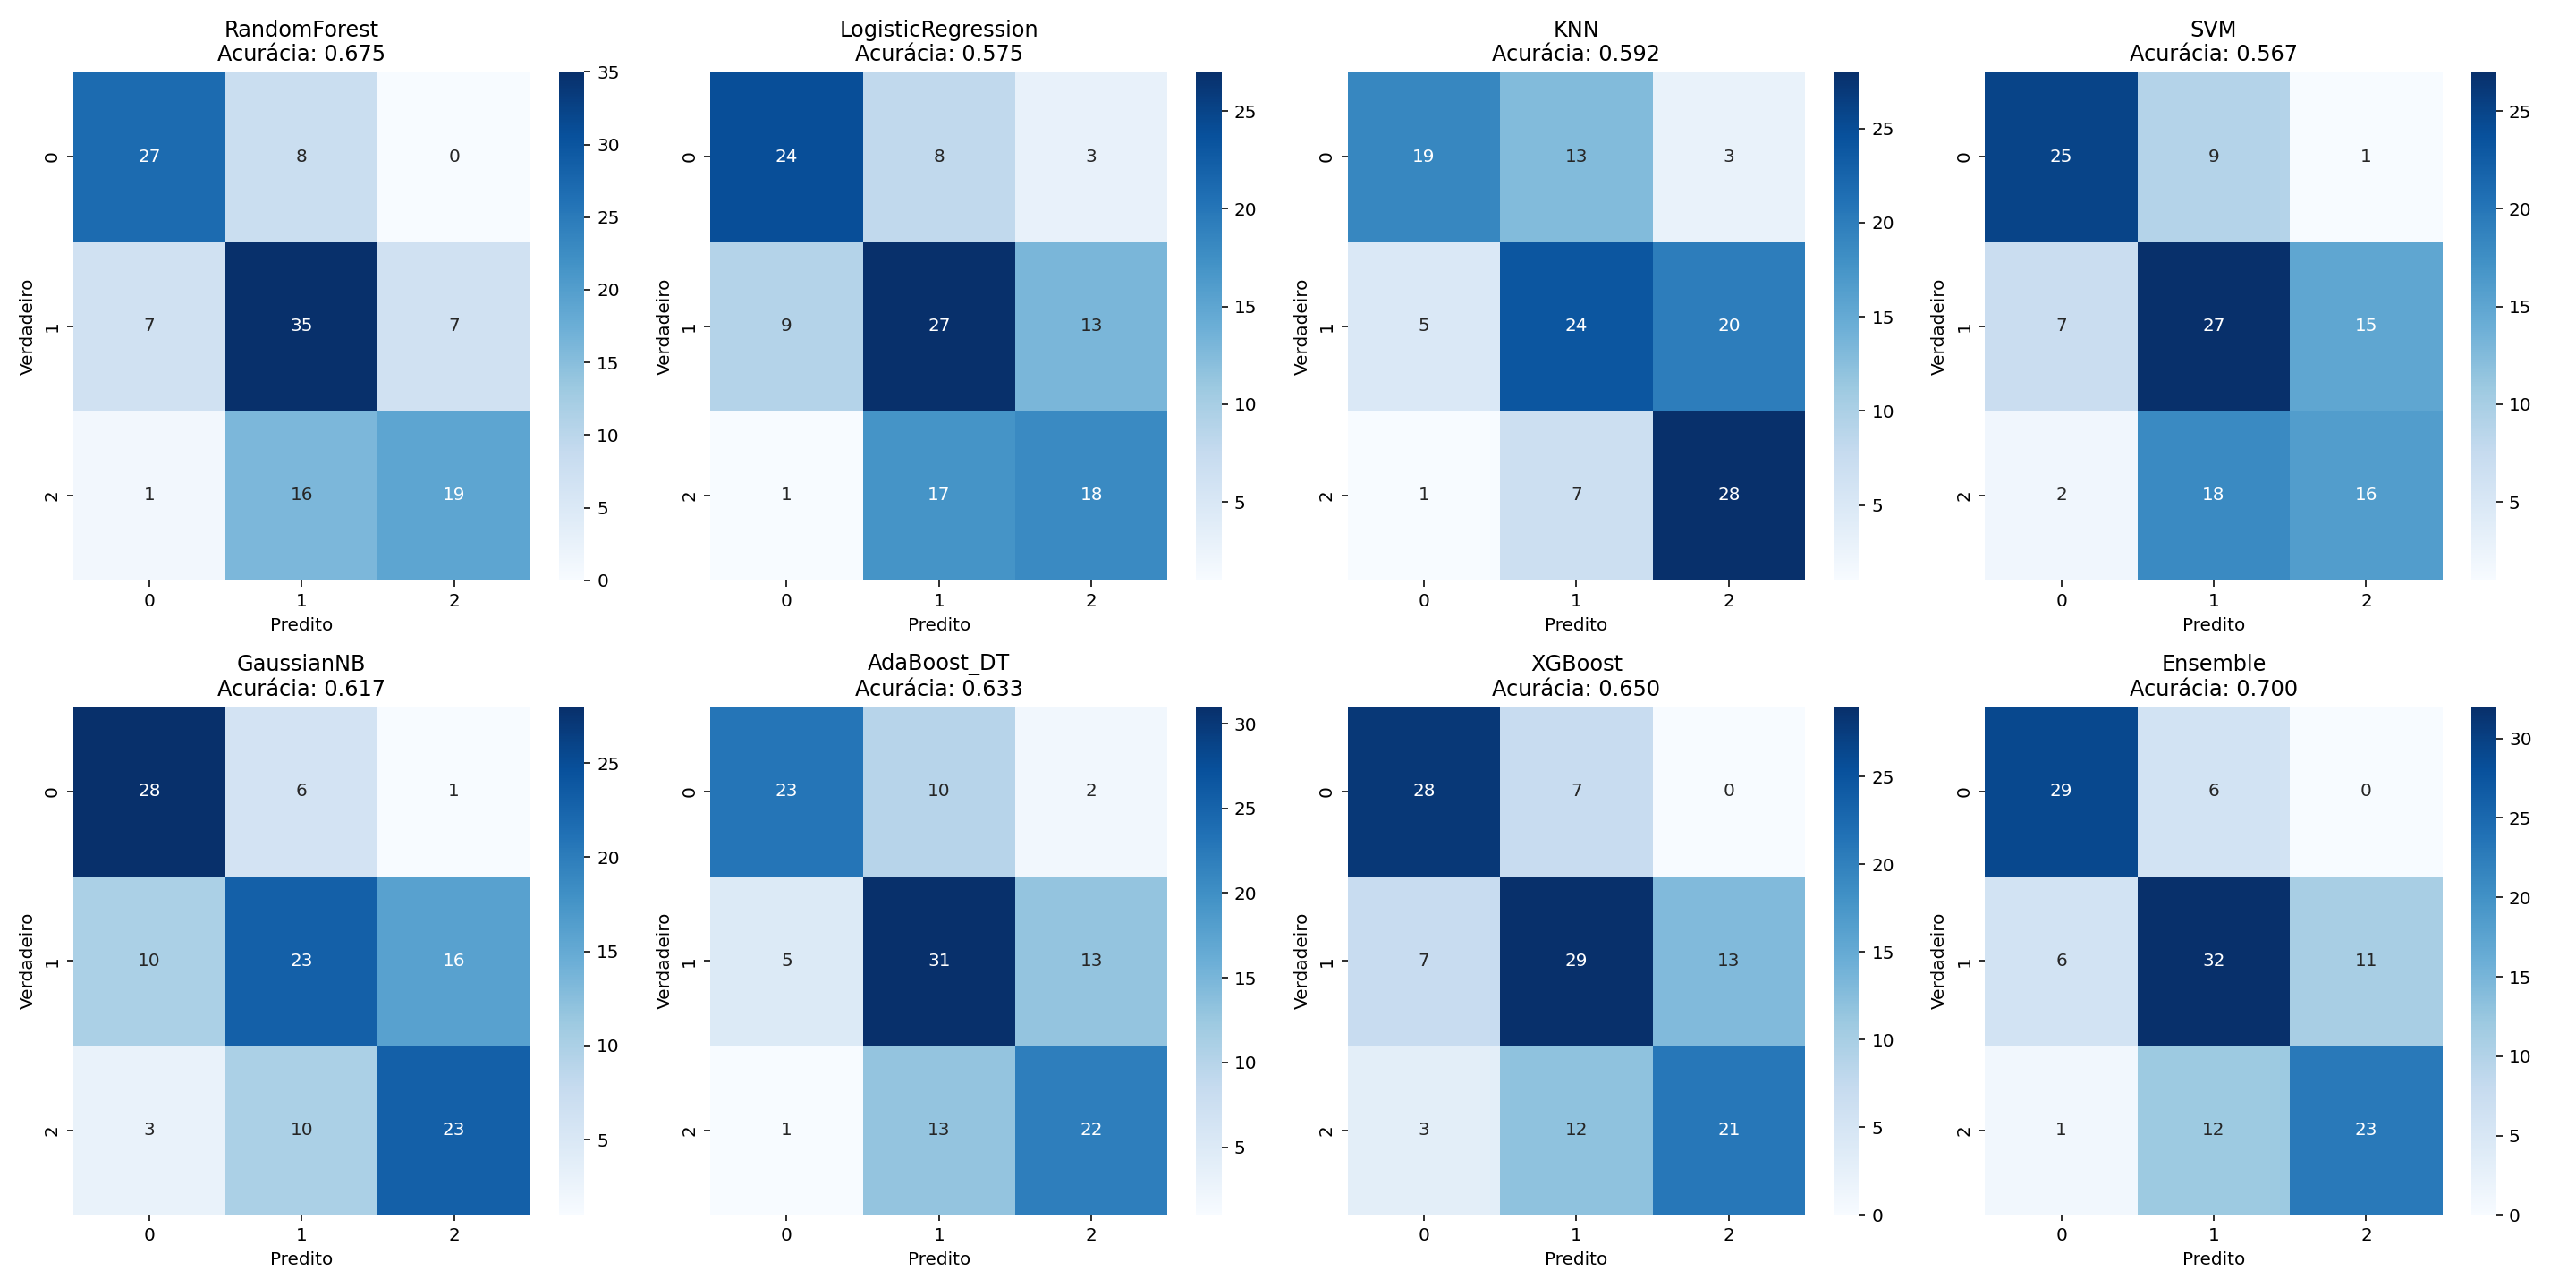 RandomForest
Acurácia: 0.675
35
30
25
20
15
10
5
0
Verdadeiro
0
1
2
27 8 0
7 35 7
1 16 19
0 1 2
Predito
LogisticRegression
Acurácia: 0.575
25
20
15
10
5
Verdadeiro
0
1
2
24 8 3
9 27 13
1 17 18
0 1 2
Predito
KNN
Acurácia: 0.592
25
20
15
10
5
Verdadeiro
0
1
2
19 13 3
5 24 20
1 7 28
0 1 2
Predito
SVM
Acurácia: 0.567
25
20
15
10
5
Verdadeiro
0
1
2
25 9 1
7 27 15
2 18 16
0 1 2
Predito
GaussianNB
Acurácia: 0.617
25
20
15
10
5
Verdadeiro
0
1
2
28 6 1
10 23 16
3 10 23
0 1 2
Predito
AdaBoost_DT
Acurácia: 0.633
30
25
20
15
10
5
Verdadeiro
0
1
2
23 10 2
5 31 13
1 13 22
0 1 2
Predito
XGBoost
Acurácia: 0.650
25
20
15
10
5
0
Verdadeiro
0
1
2
28 7 0
7 29 13
3 12 21
0 1 2
Predito
Ensemble
Acurácia: 0.700
30
25
20
15
10
5
0
Verdadeiro
0
1
2
29 6 0
6 32 11
1 12 23
0 1 2
Predito